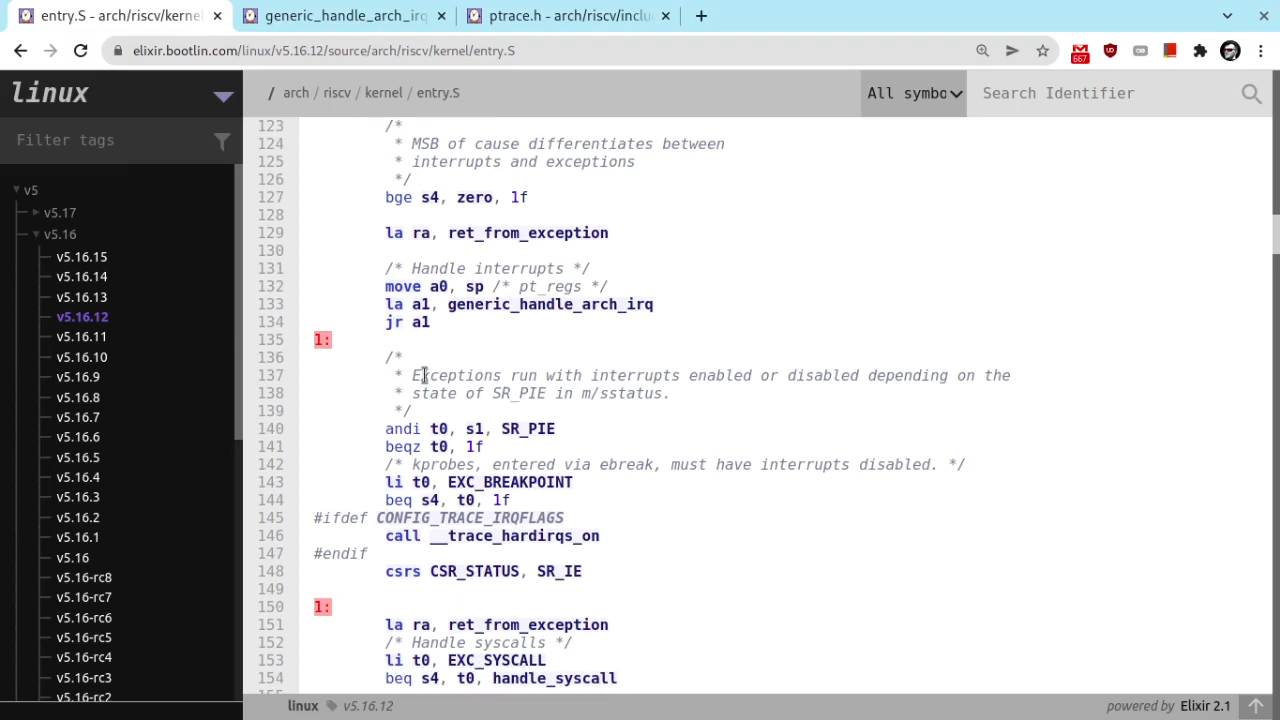 entry.S - arch/riscv/kerne
generic_handle_arch_irq
ptrace.h - arch/riscv/inclu
elixir.bootlin.com/linux/v5.16.12/source/arch/riscv/kernel/entry.S
667
linux
/ arch / riscv / kernel / entry.S
All symbo
Search Identifier
Filter tags
v5
v5.17
v5.16
v5.16.15
v5.16.14
v5.16.13
v5.16.12
v5.16.11
v5.16.10
v5.16.9
v5.16.8
v5.16.7
v5.16.6
v5.16.5
v5.16.4
v5.16.3
v5.16.2
v5.16.1
v5.16
v5.16-rc8
v5.16-rc7
v5.16-rc6
v5.16-rc5
v5.16-rc4
v5.16-rc3
v5.16-rc2
123 /*
124 * MSB of cause differentiates between
125 * interrupts and exceptions
126 */
127 bge s4, zero, 1f
128
129 la ra, ret_from_exception
130
131 /* Handle interrupts */
132 move a0, sp /* pt_regs */
133 la a1, generic_handle_arch_irq
134 jr a1
135 1:
136 /*
137 * Exceptions run with interrupts enabled or disabled depending on the
138 * state of SR_PIE in m/sstatus.
139 */
140 andi t0, s1, SR_PIE
141 beqz t0, 1f
142 /* kprobes, entered via ebreak, must have interrupts disabled. */
143 li t0, EXC_BREAKPOINT
144 beq s4, t0, 1f
145 #ifdef CONFIG_TRACE_IRQFLAGS
146 call __trace_hardirqs_on
147 #endif
148 csrs CSR_STATUS, SR_IE
149
150 1:
151 la ra, ret_from_exception
152 /* Handle syscalls */
153 li t0, EXC_SYSCALL
154 beq s4, t0, handle_syscall
linux v5.16.12
powered by Elixir 2.1